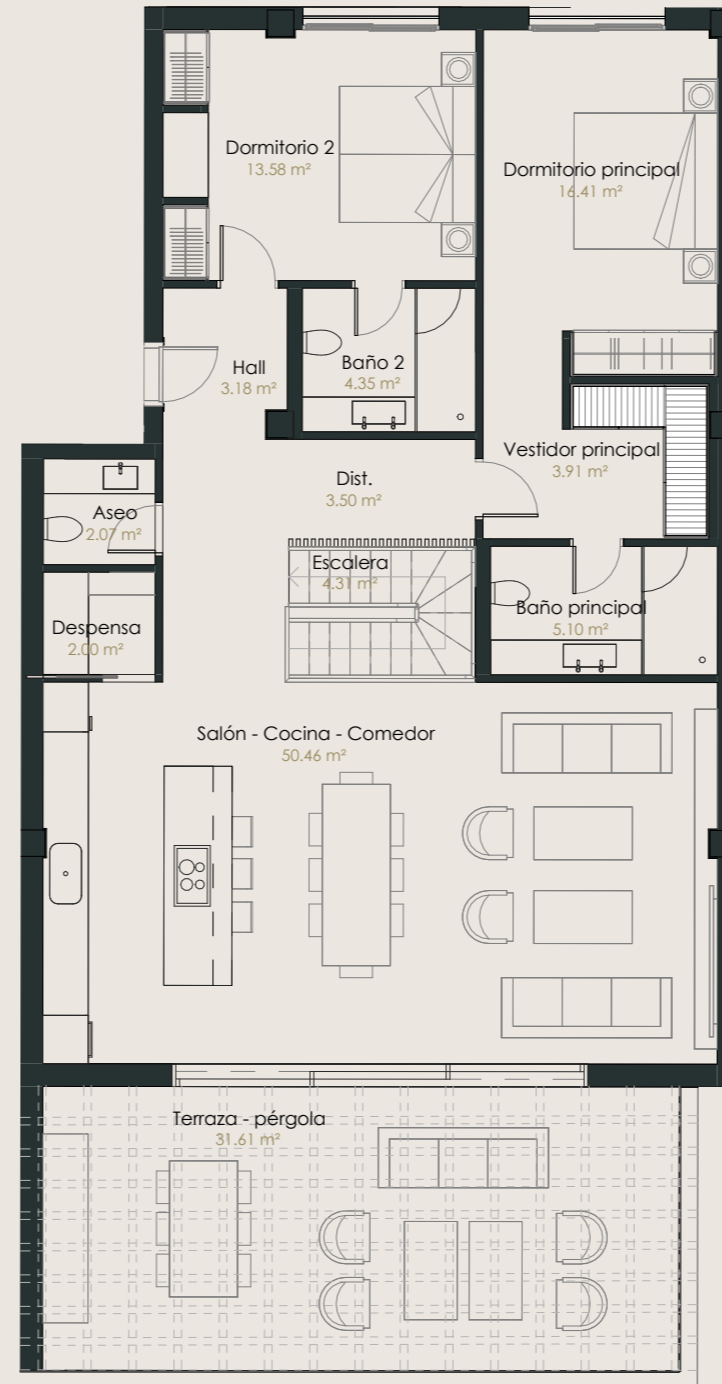 Dormitorio 2
13.58 m²
Dormitorio principal
16.41 m²
Hall
3.18 m²
Baño 2
4.35 m²
Vestidor principal
3.91 m²
Dist.
3.50 m²
Aseo
2.07 m²
Escalera
4.31 m²
Baño principal
5.10 m²
Despensa
2.00 m²
Salón - Cocina - Comedor
50.46 m²
Terraza - pérgola
31.61 m²